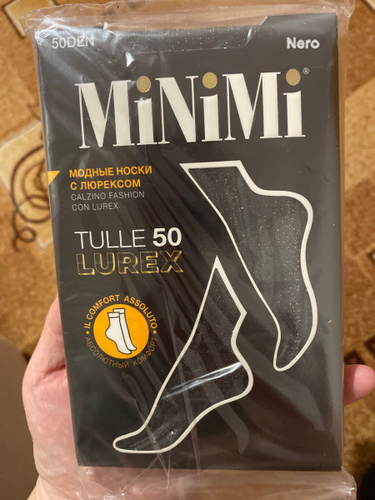 50DEN
Nero
MiNiMi®
МОДНЫЕ НОСКИ
С ЛЮРЕКСОМ
CALZINO FASHION
CON LUREX
TULLE 50
LUREX
• IL COMFORT ASSOLUTO •
АБСОЛЮТНЫЙ КОМФОРТ